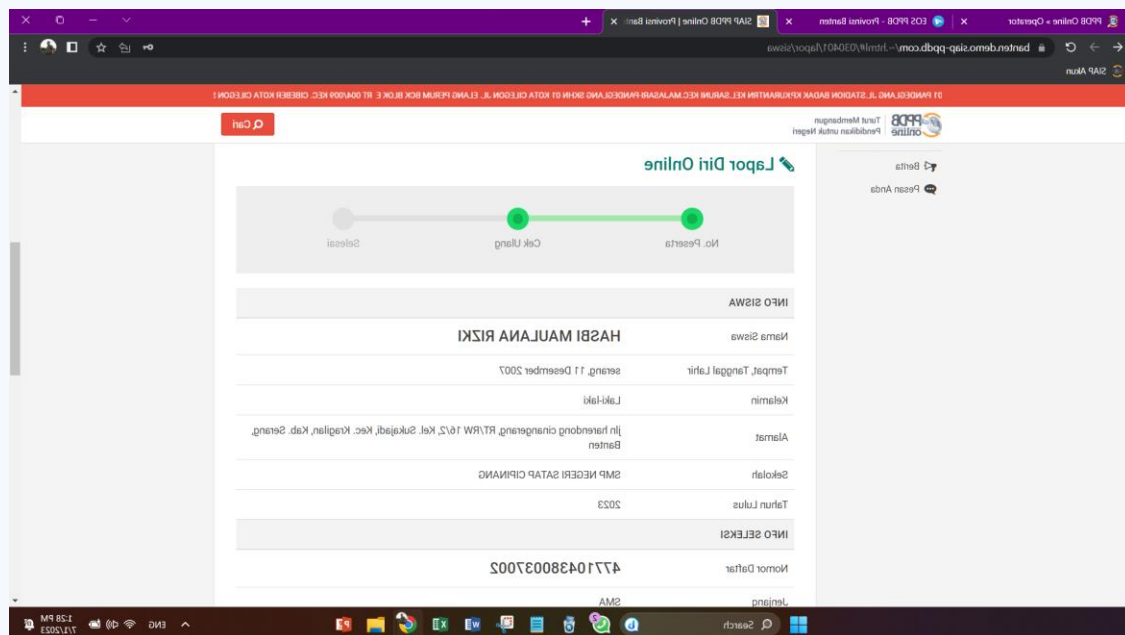 PPDB Online » Operator
EOS PPDB - Provinsi Banten
SIAP PPDB Online | Provinsi Bant
banten.demo.siap-ppdb.com/~.html#/030401/lapor/siswa
SIAP Akun
PPDB online
Turut Membangun
Pendidikan untuk Negeri
Cari
Berita
Pesan Anda
Lapor Diri Online
No. Peserta
Cek Ulang
Selesai
INFO SISWA
Nama Siswa HASBI MAULANA RIZKI
Tempat, Tanggal Lahir serang, 11 Desember 2007
Kelamin Laki-laki
Alamat jln harendong cinangerang, RT/RW 16/2, Kel. Sukajadi, Kec. Kragilan, Kab. Serang,
Banten
Sekolah SMP NEGERI SATAP CIPINANG
Tahun Lulus 2023
INFO SELEKSI
Nomor Daftar 4771043800037002
Jenjang SMA
Search
ENG
1:28 PM
7/1/2023